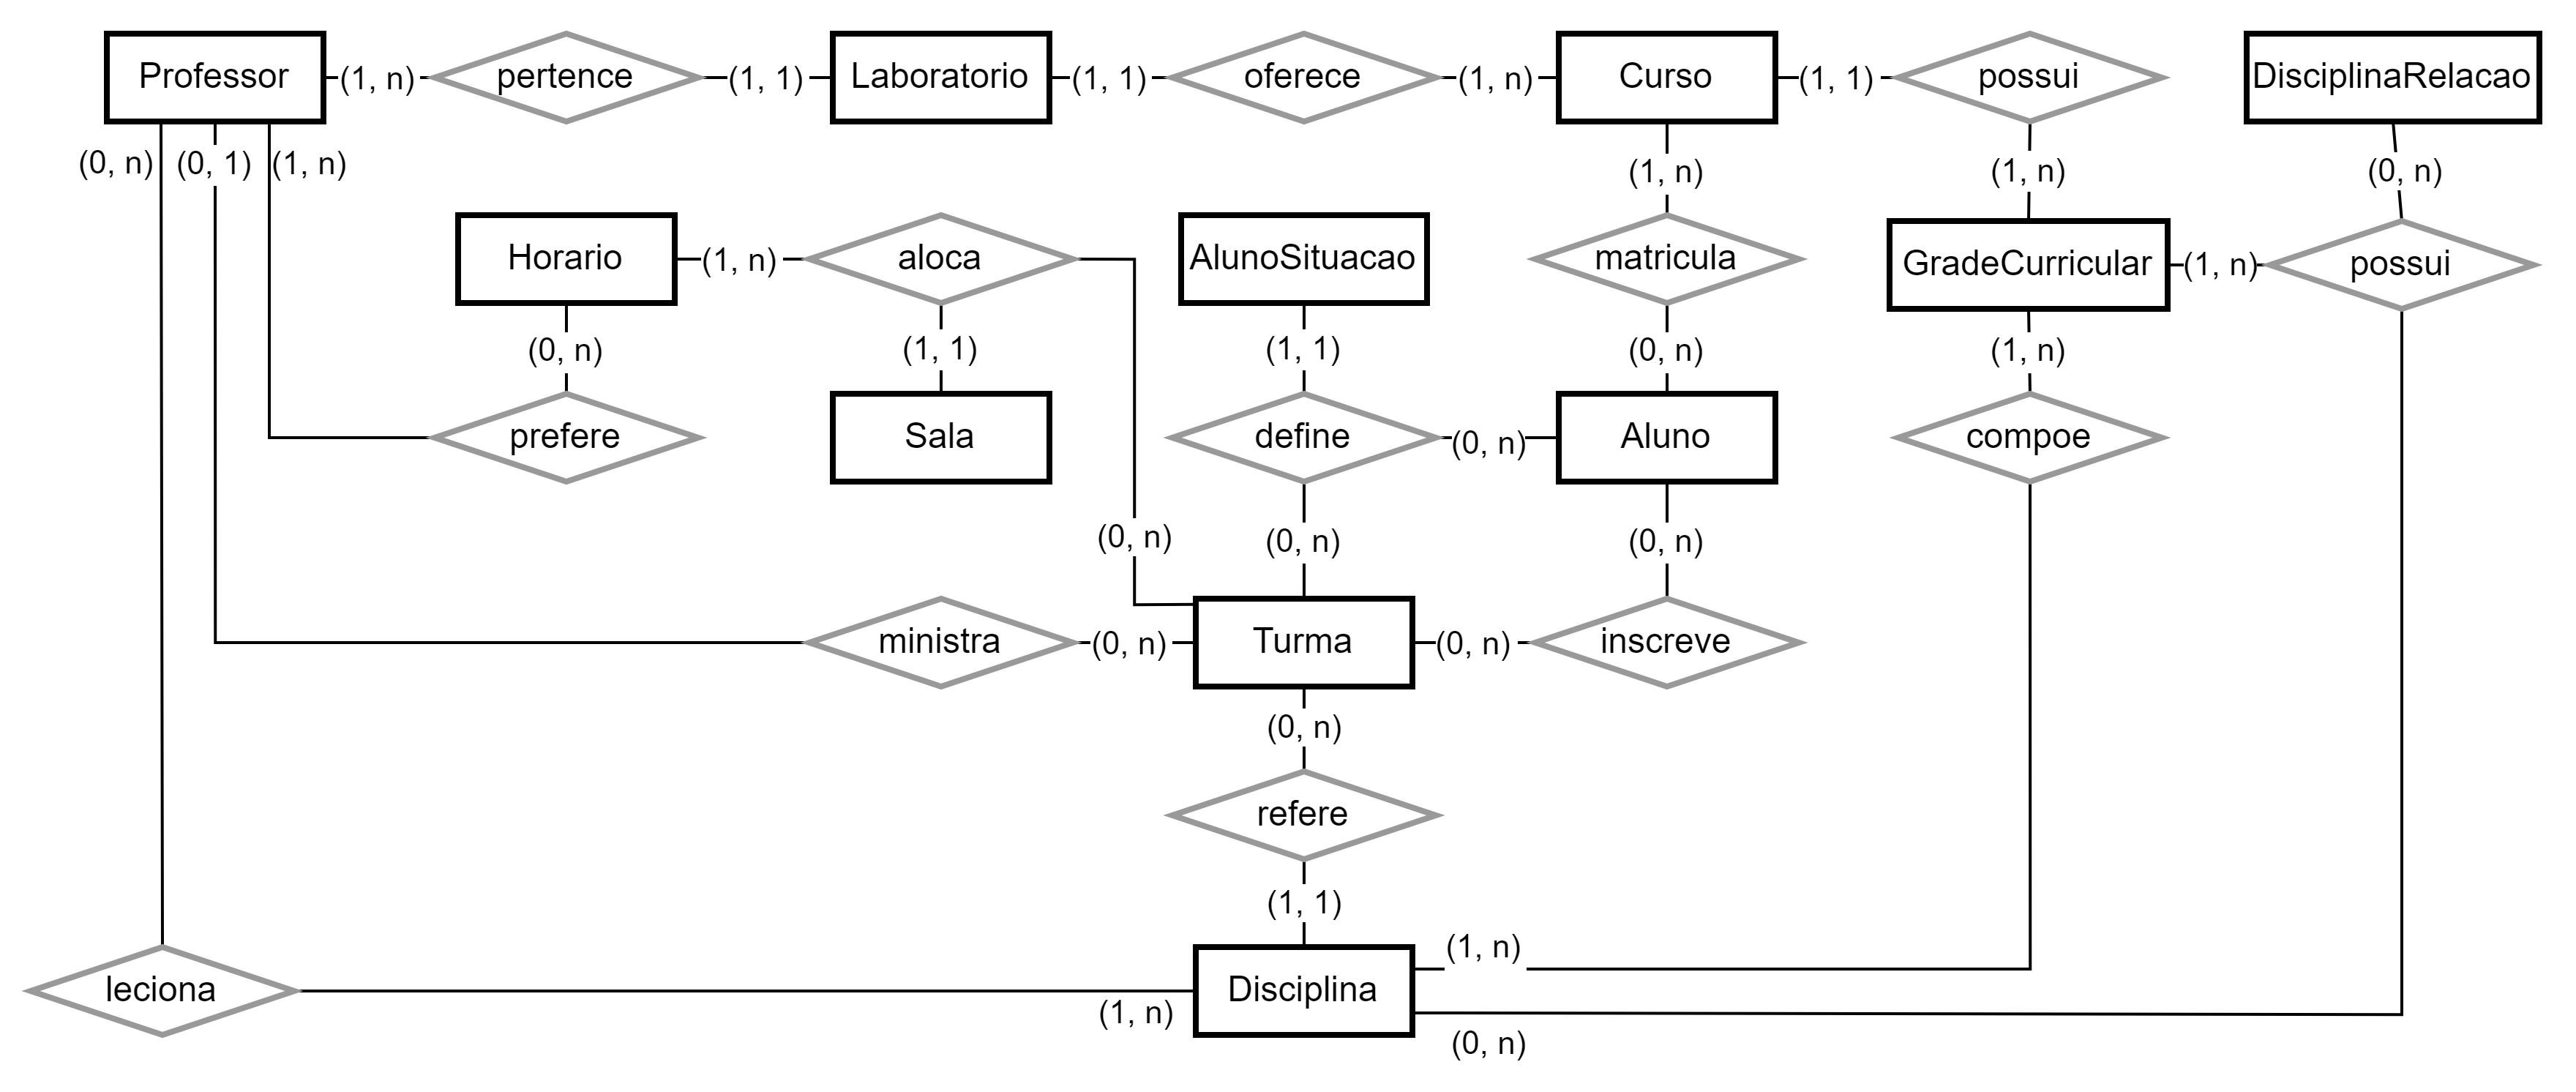 Professor
(1, n)
pertence
(1, 1)
Laboratorio
(1, 1)
oferece
(1, n)
Curso
(1, 1)
possui
DisciplinaRelacao
(0, n)
(0, 1)
(1, n)
(1, n)
(1, n)
(0, n)
Horario
(1, n)
aloca
AlunoSituacao
matricula
GradeCurricular
(1, n)
possui
(0, n)
(1, 1)
(1, 1)
(0, n)
(1, n)
prefere
Sala
define
(0, n)
Aluno
compoe
(0, n)
(0, n)
(0, n)
ministra
(0, n)
Turma
(0, n)
inscreve
(0, n)
refere
(1, 1)
(1, n)
leciona
(1, n)
Disciplina
(0, n)